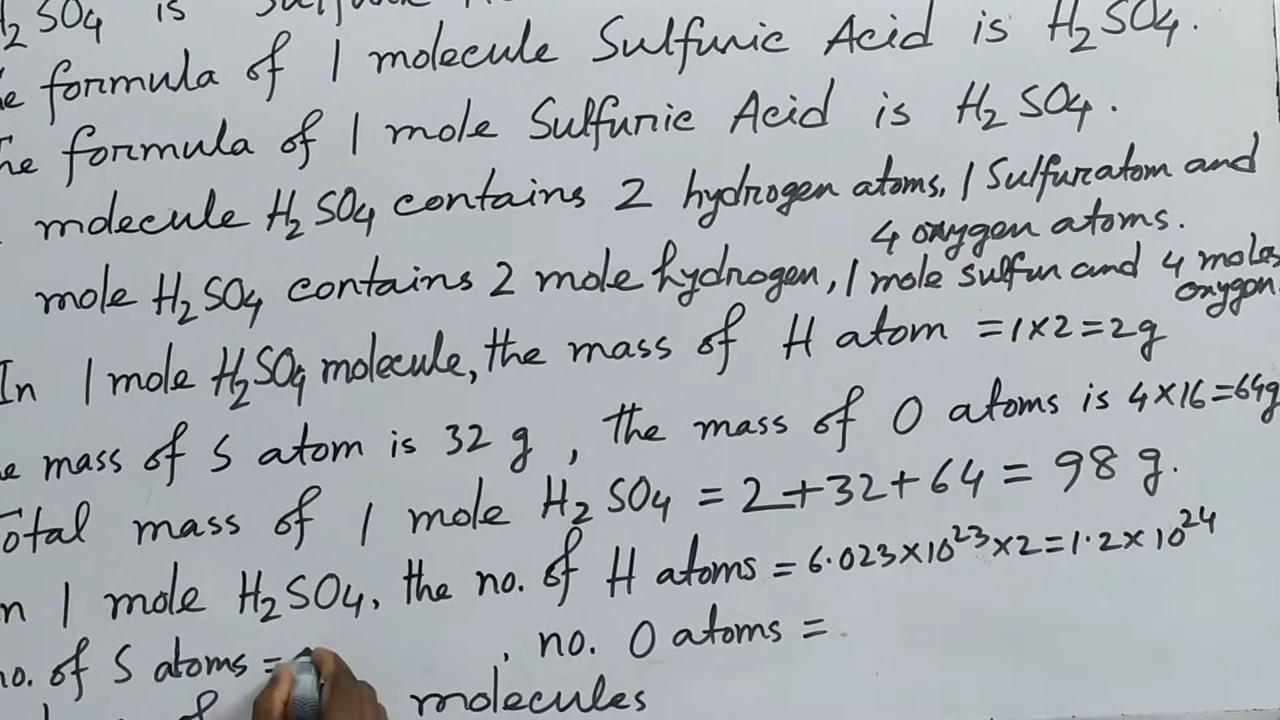 H2SO4 is
formula of 1 molecule Sulfuric Acid is H2SO4.
formula of 1 mole Sulfuric Acid is H2SO4.
molecule H2SO4 contains 2 hydrogen atoms, 1 Sulfur atom and
4 oxygen atoms.
mole H2SO4 contains 2 mole hydrogen, 1 mole sulfur and 4 moles
oxygen
In 1 mole H2SO4 molecule, the mass of H atom = 1×2=2g
mass of S atom is 32 g, the mass of O atoms is 4×16=64g
Total mass of 1 mole H2SO4 = 2+32+64 = 98 g.
In 1 mole H2SO4, the no. of H atoms = 6.023×10²³×2=1.2×10²⁴
no. of S atoms = , no. O atoms =
of molecules